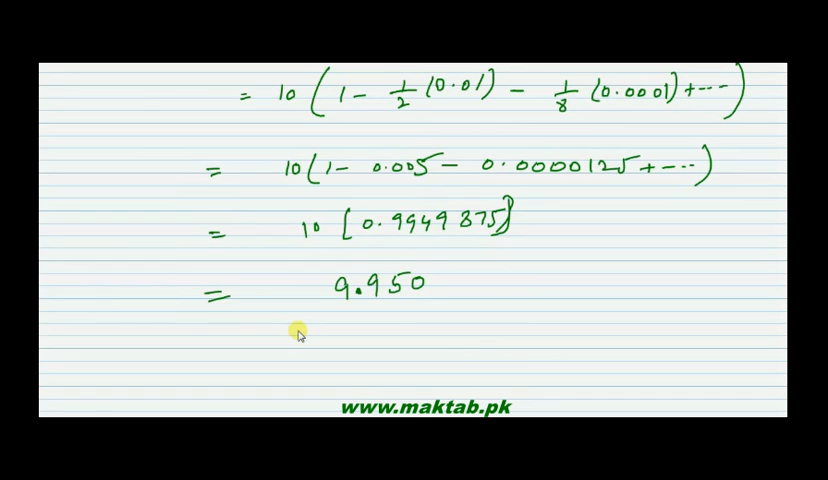 = 10 ( 1 - 1/2 (0.01) - 1/8 (0.0001) + --- )
= 10 ( 1 - 0.005 - 0.0000125 + --- )
= 10 [0.9949875]
= 9.950
www.maktab.pk